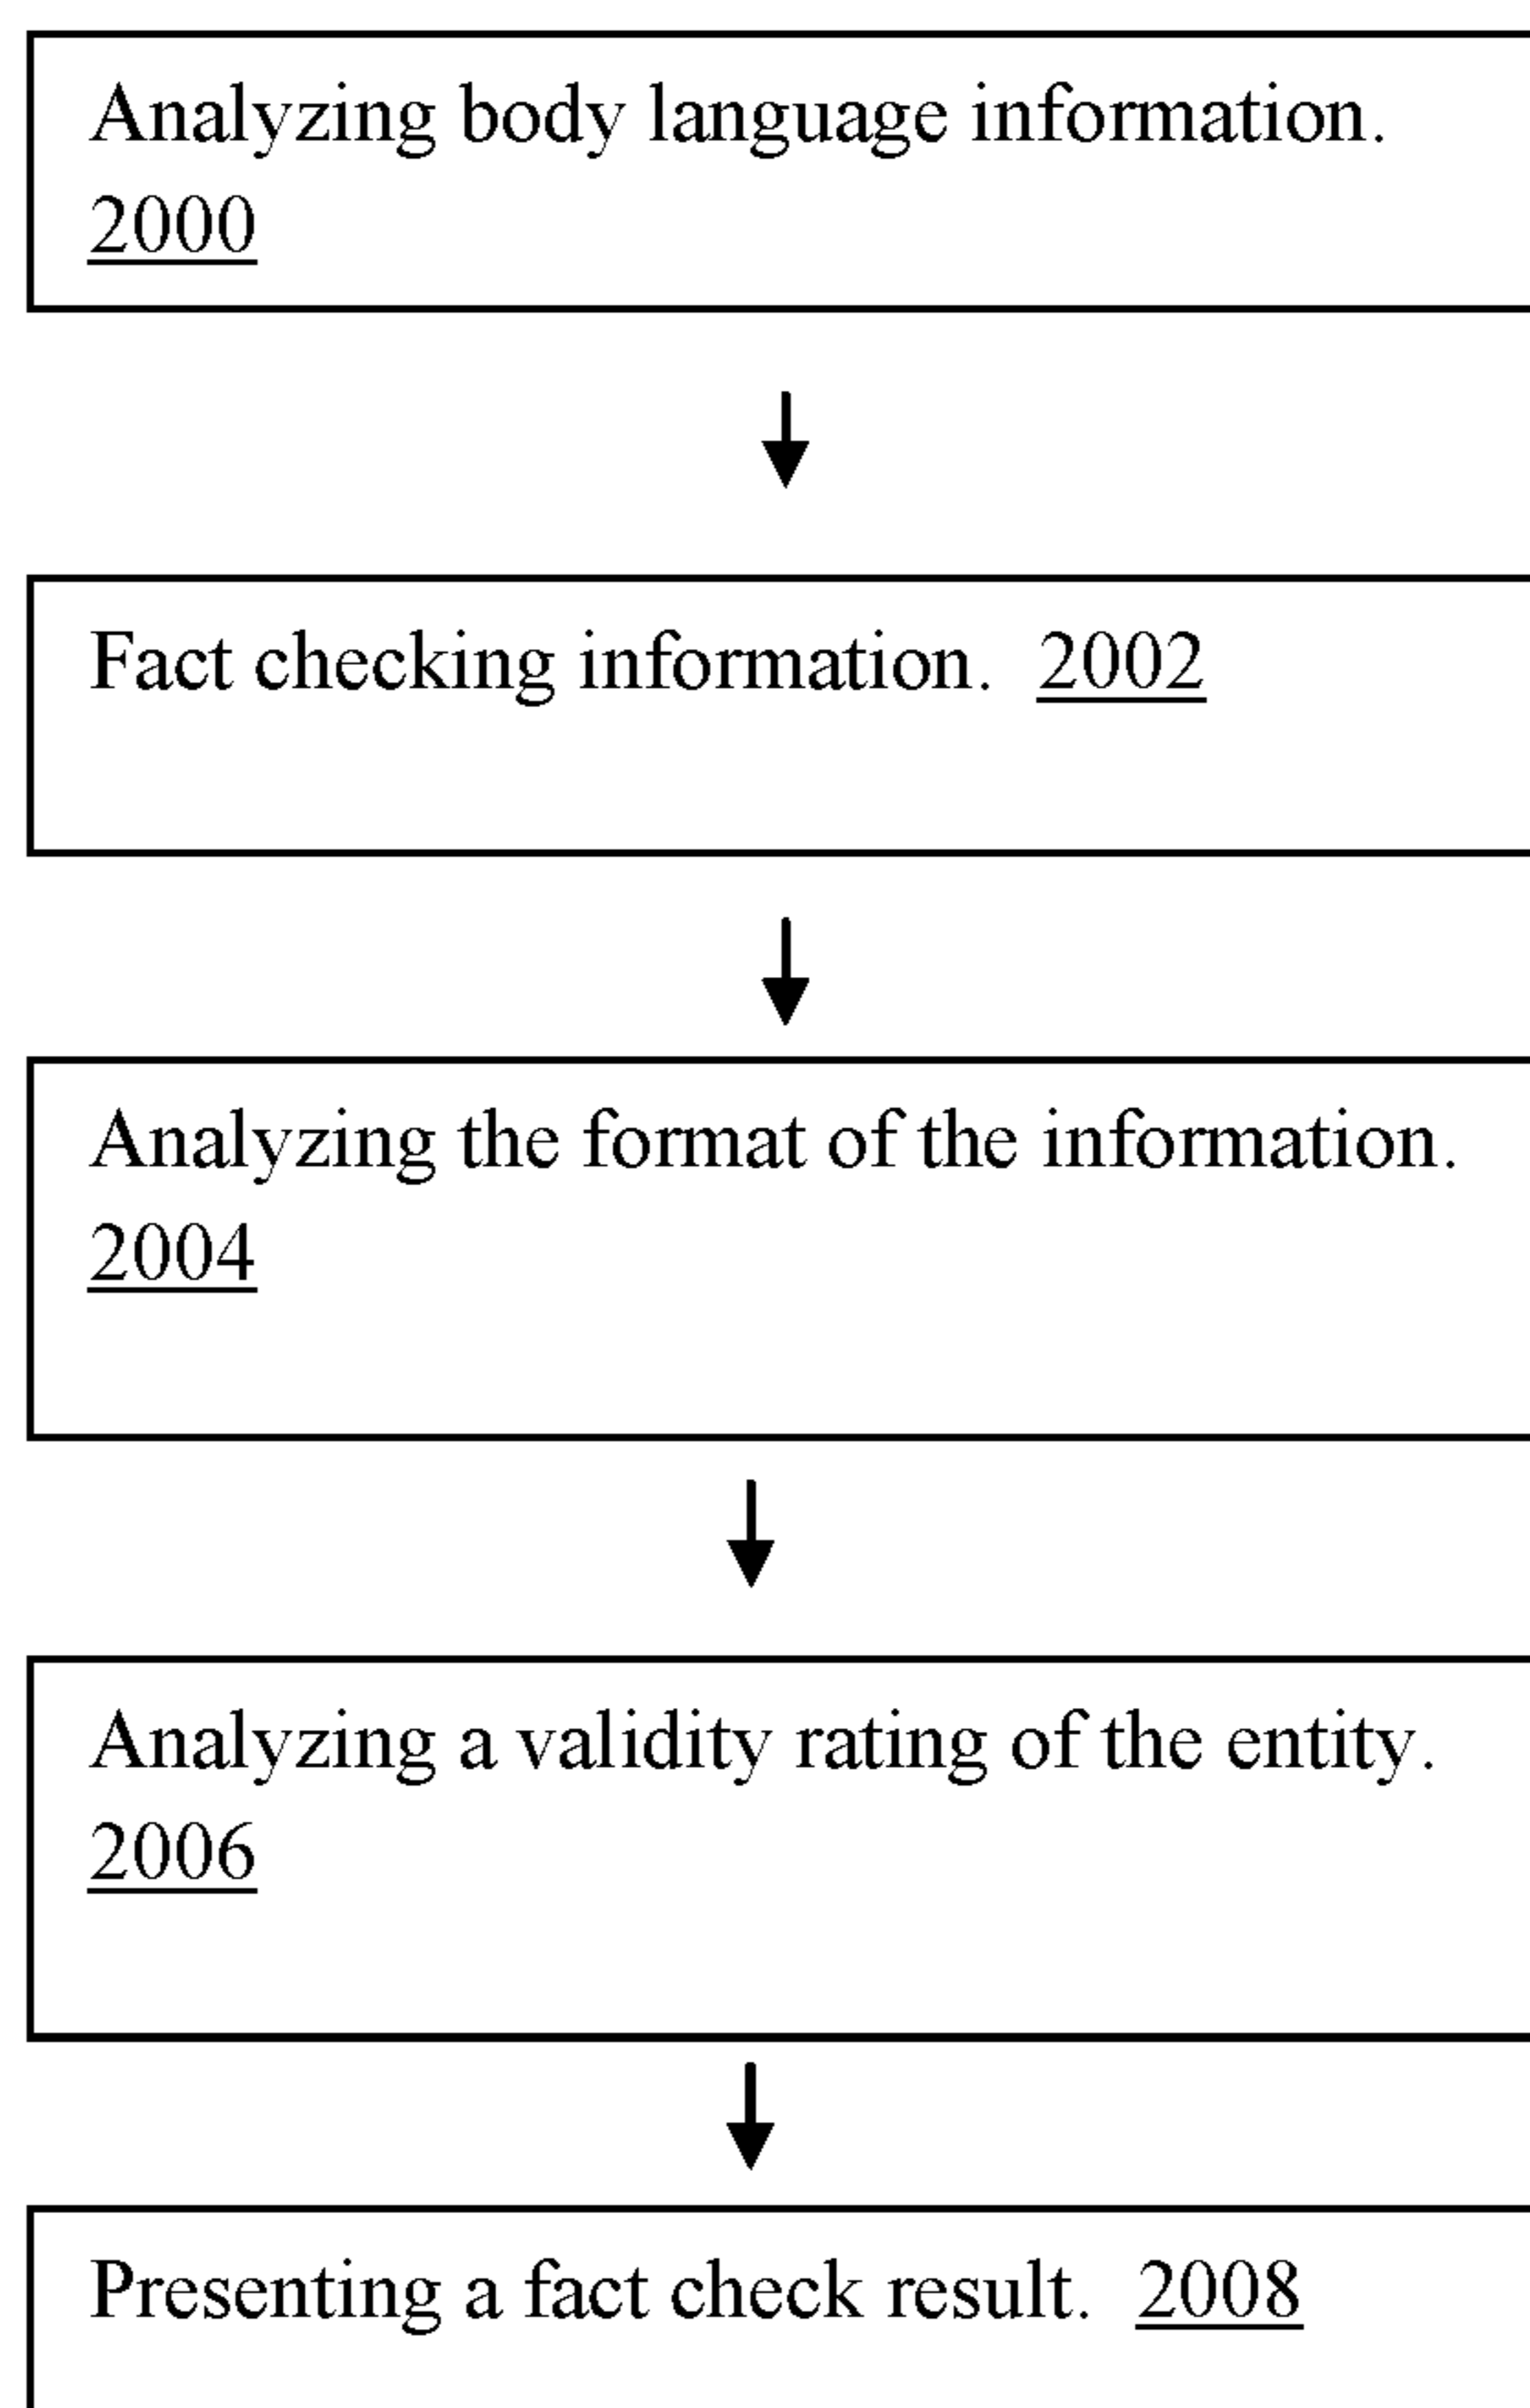 Analyzing body language information.
2000
Fact checking information. 2002
Analyzing the format of the information.
2004
Analyzing a validity rating of the entity.
2006
Presenting a fact check result. 2008